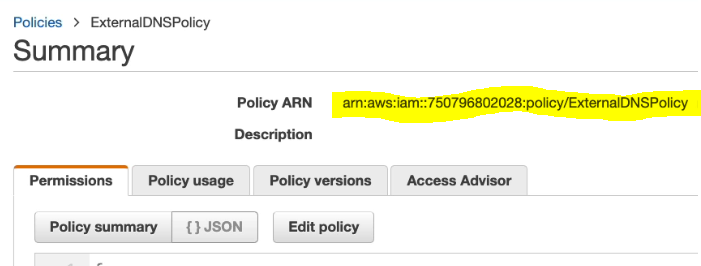 Policies > ExternalDNSPolicy
Summary
Policy ARN arn:aws:iam::750796802028:policy/ExternalDNSPolicy
Description
Permissions Policy usage Policy versions Access Advisor
Policy summary { } JSON Edit policy